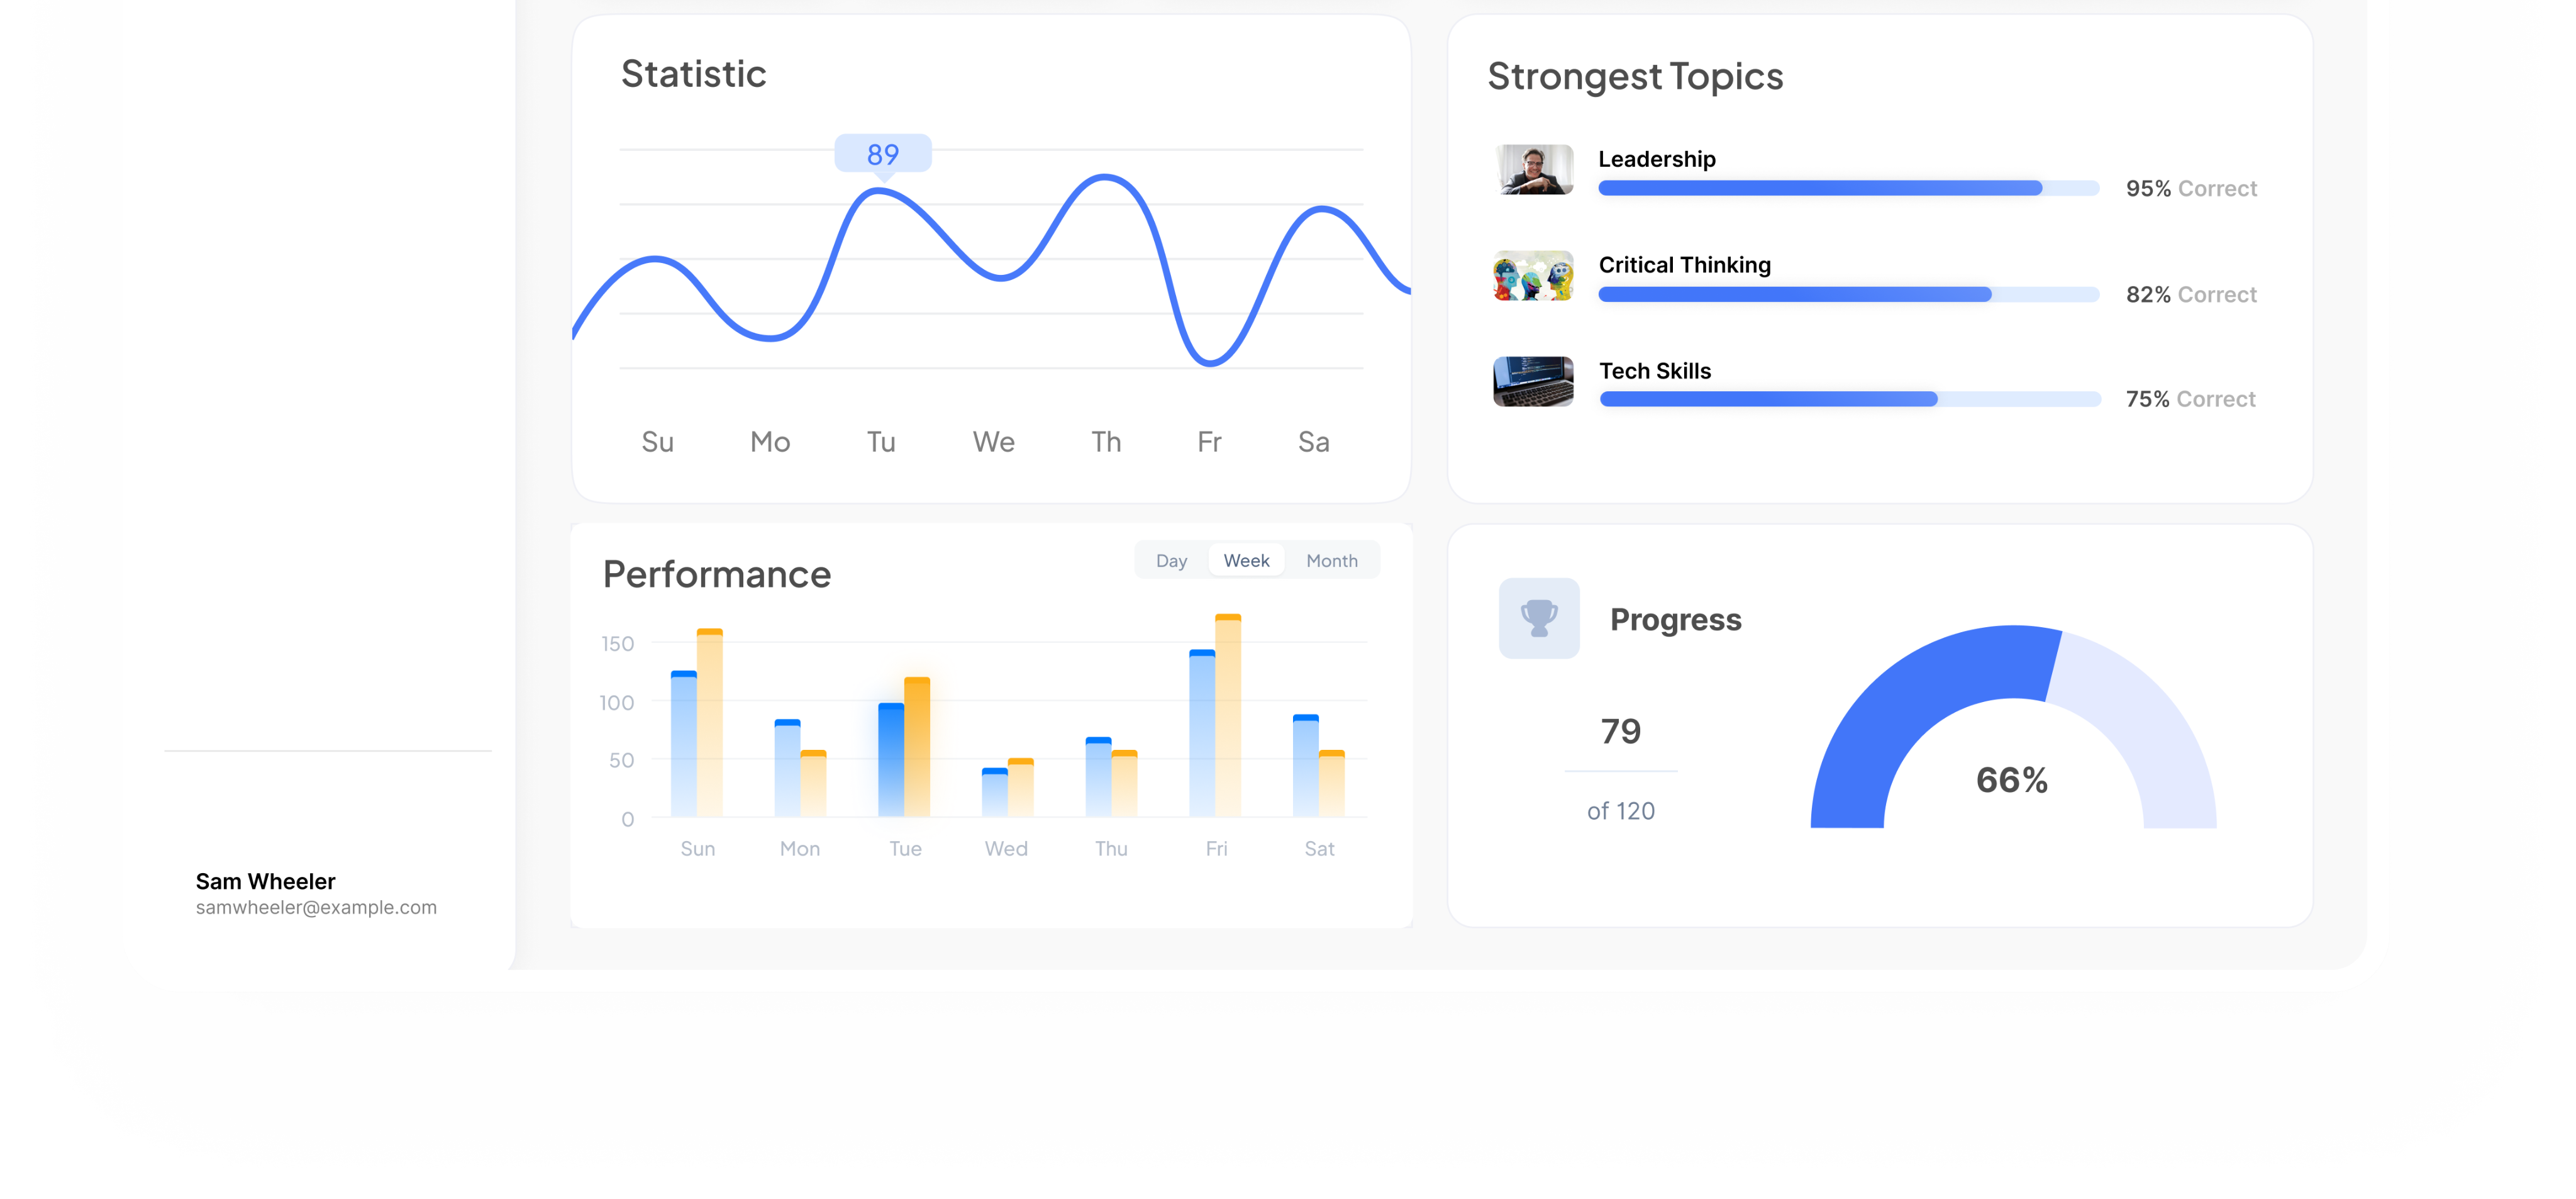 Statistic
89
Su Mo Tu We Th Fr Sa
Strongest Topics
Leadership
95% Correct
Critical Thinking
82% Correct
Tech Skills
75% Correct
Performance
Day Week Month
150
100
50
0
Sun Mon Tue Wed Thu Fri Sat
Progress
79
of 120
66%
Sam Wheeler
samwheeler@example.com